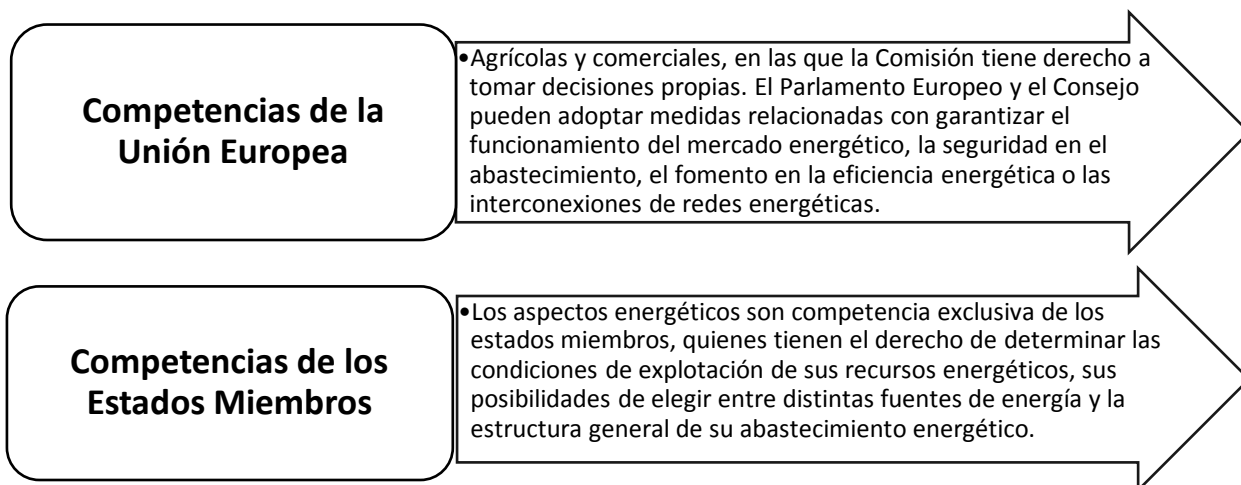 Competencias de la
Unión Europea
•Agrícolas y comerciales, en las que la Comisión tiene derecho a
tomar decisiones propias. El Parlamento Europeo y el Consejo
pueden adoptar medidas relacionadas con garantizar el
funcionamiento del mercado energético, la seguridad en el
abastecimiento, el fomento en la eficiencia energética o las
interconexiones de redes energéticas.
Competencias de los
Estados Miembros
•Los aspectos energéticos son competencia exclusiva de los
estados miembros, quienes tienen el derecho de determinar las
condiciones de explotación de sus recursos energéticos, sus
posibilidades de elegir entre distintas fuentes de energía y la
estructura general de su abastecimiento energético.